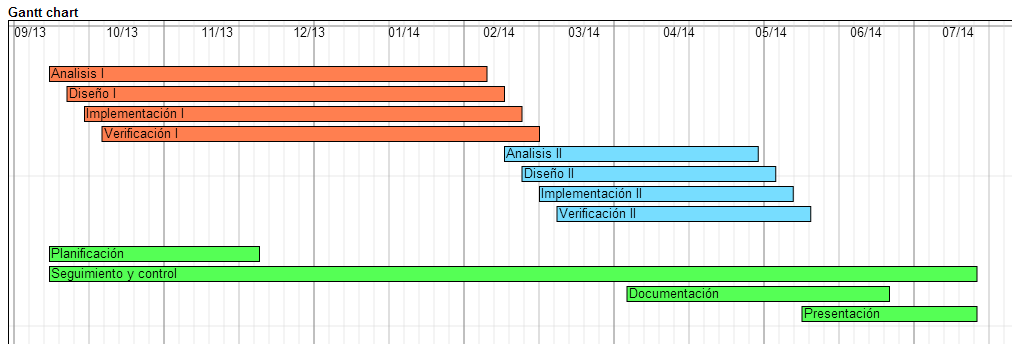 Gantt chart
09/13 10/13 11/13 12/13 01/14 02/14 03/14 04/14 05/14 06/14 07/14
Analisis I
Diseño I
Implementación I
Verificación I
Analisis II
Diseño II
Implementación II
Verificación II
Planificación
Seguimiento y control
Documentación
Presentación